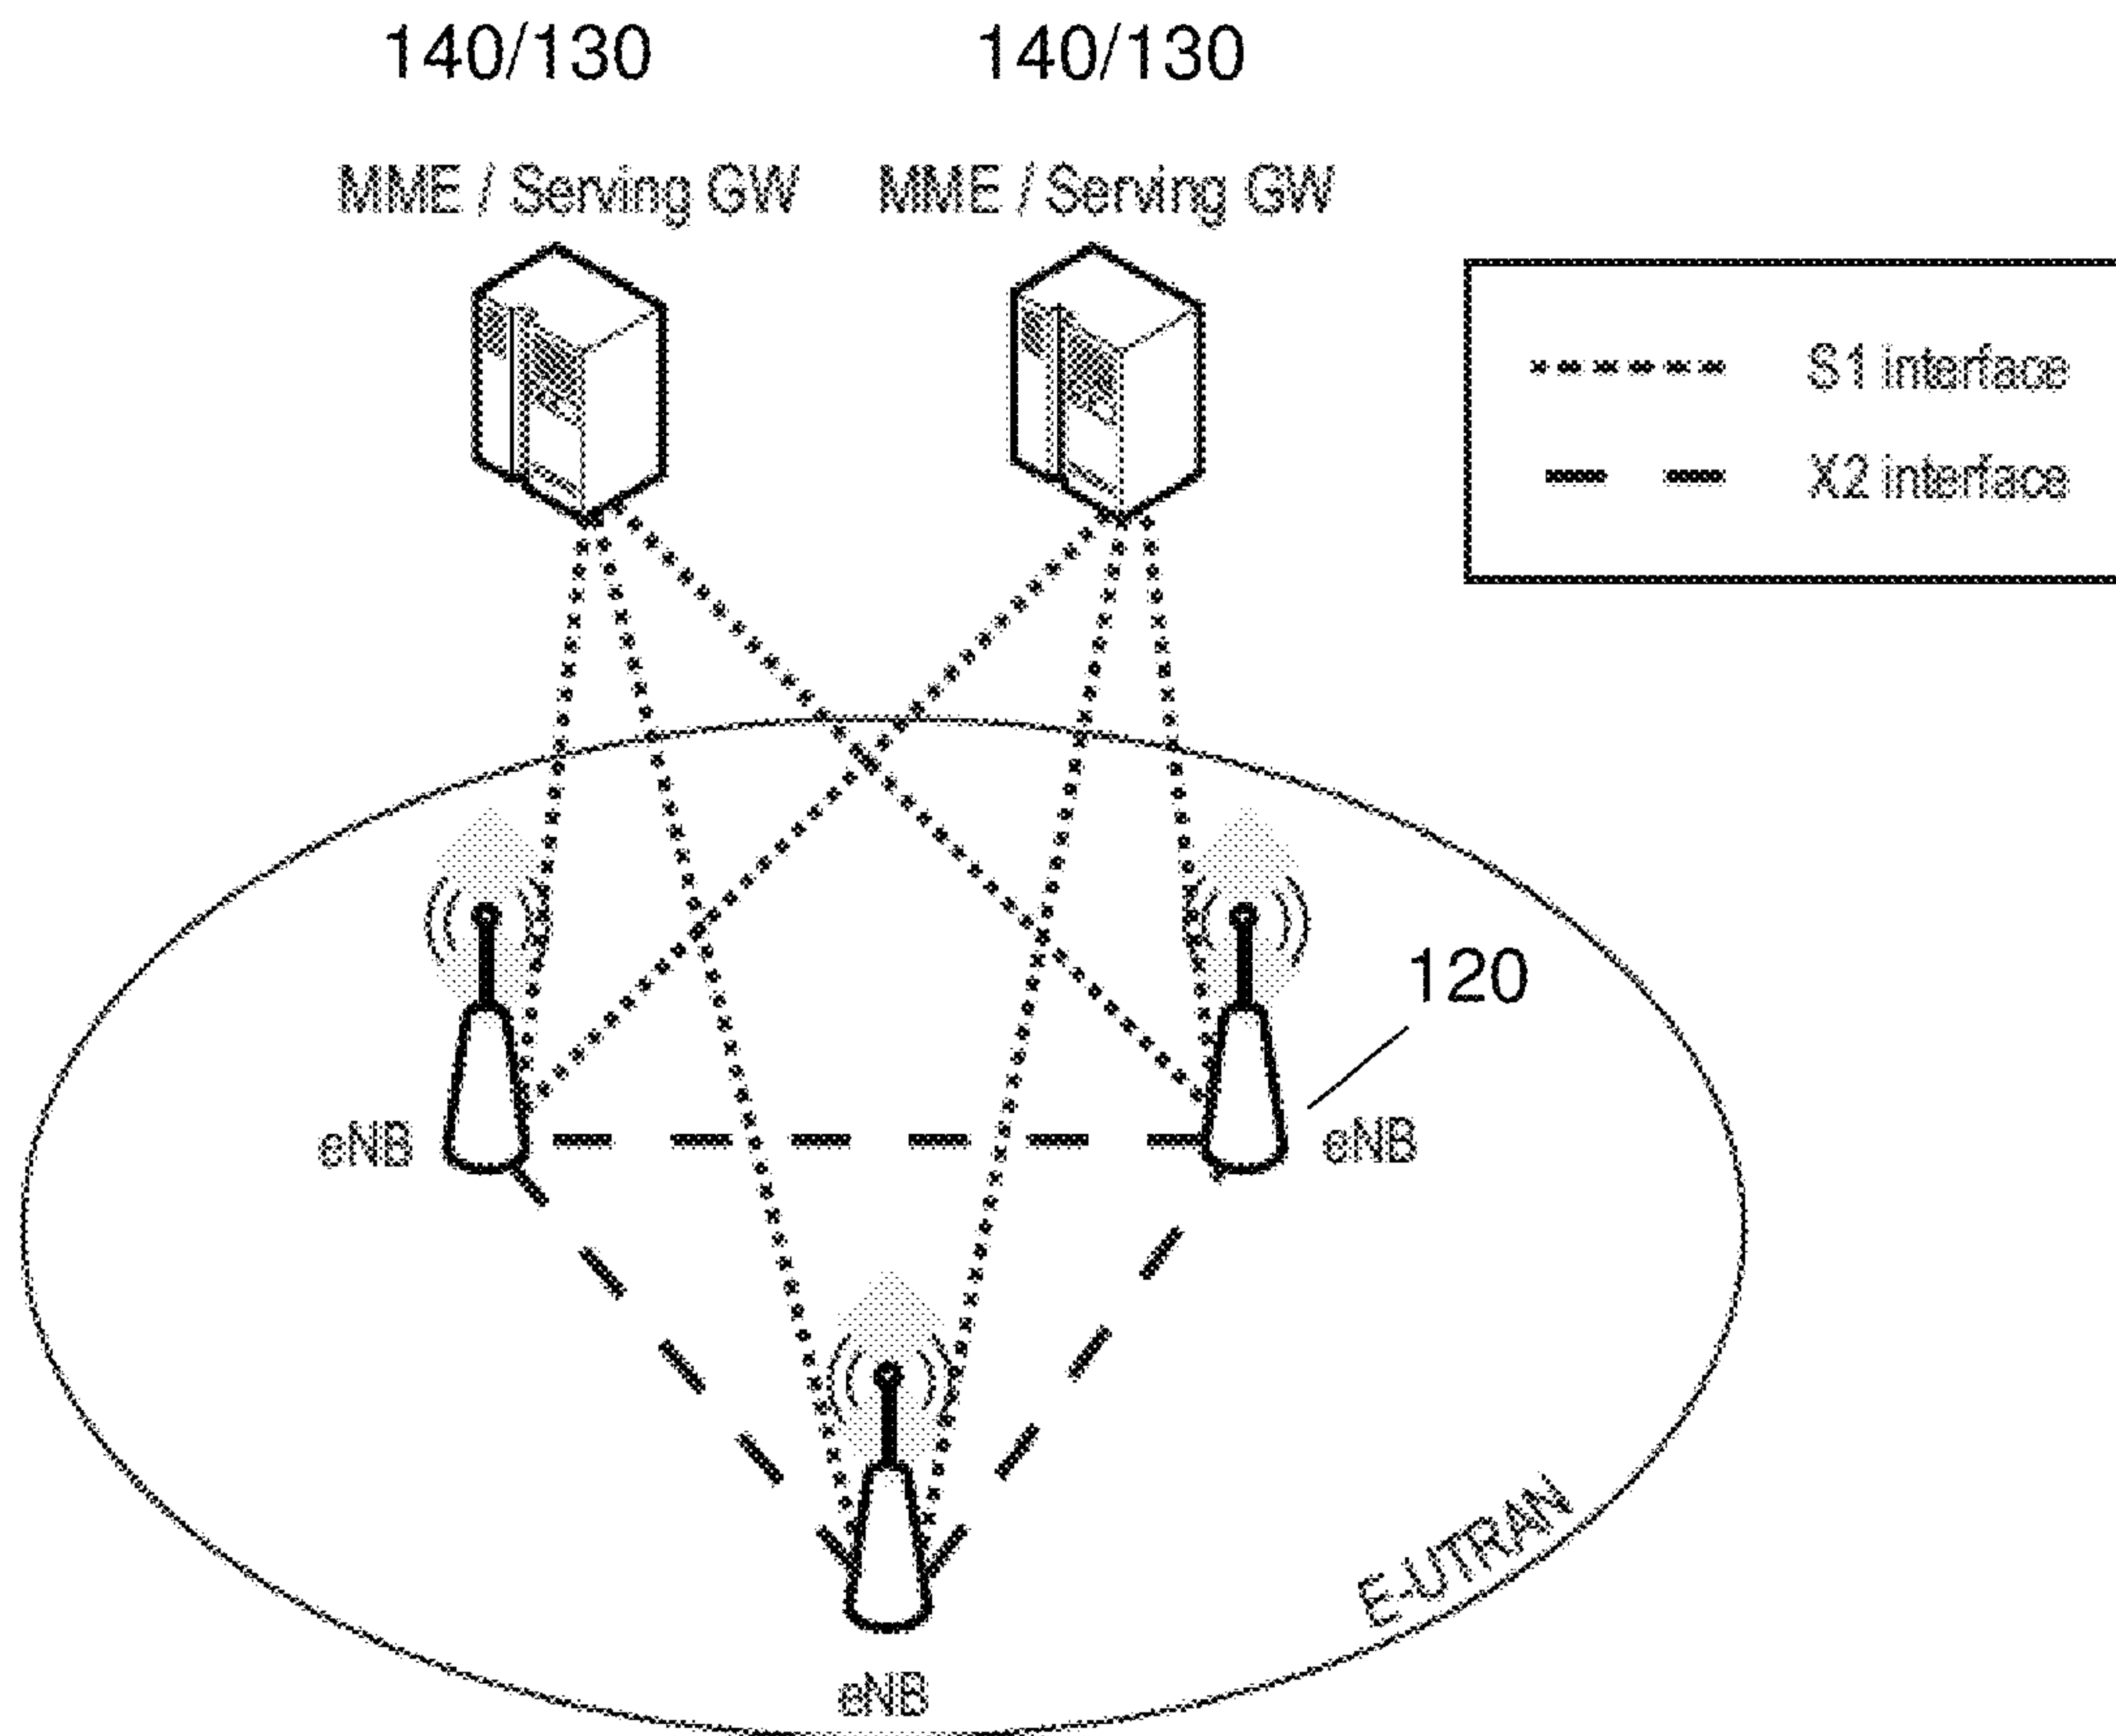 140/130 140/130
MME / Serving GW MME / Serving GW
S1 interface
X2 interface
120
eNB eNB
E-UTRAN
eNB